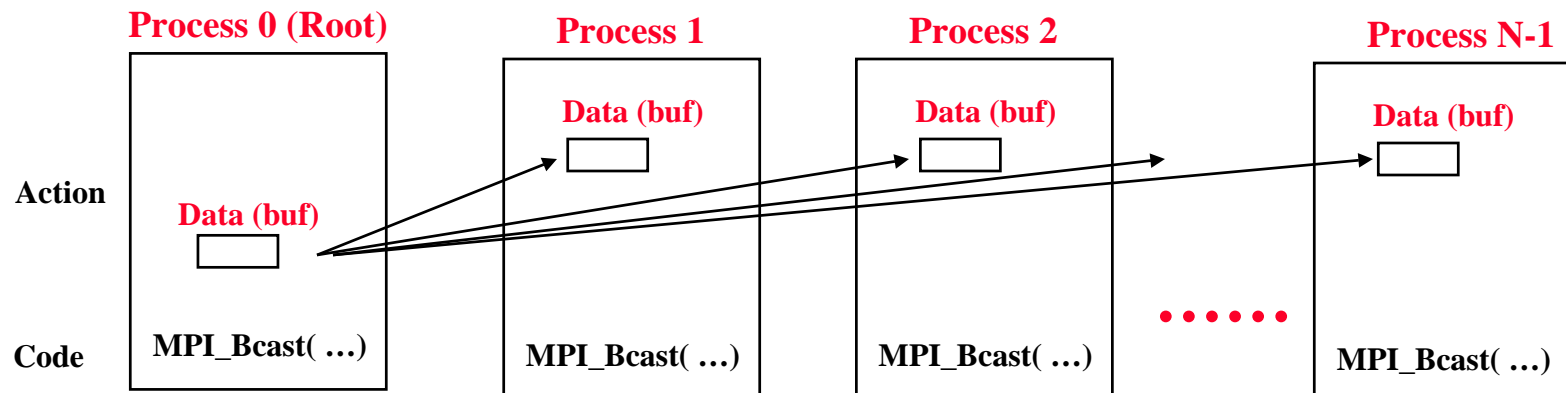 Process 0 (Root)
Process 1
Process 2
Process N-1
Data (buf)
Data (buf)
Data (buf)
Action
Data (buf)
......
Code
MPI_Bcast( …)
MPI_Bcast( …)
MPI_Bcast( …)
MPI_Bcast( …)